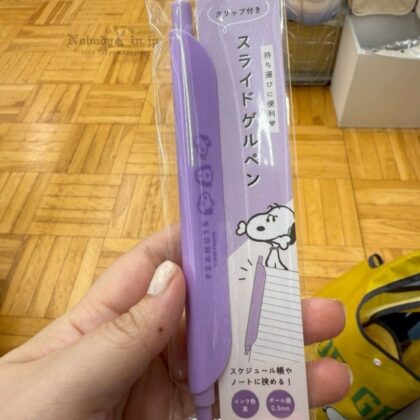 Nobody
クリップ付き
スライドゲルペン
持ち運びに便利♥
PEANUTS
スケジュール帳や
ノートに挟める！
インク色
黒
ボール径
0.5mm